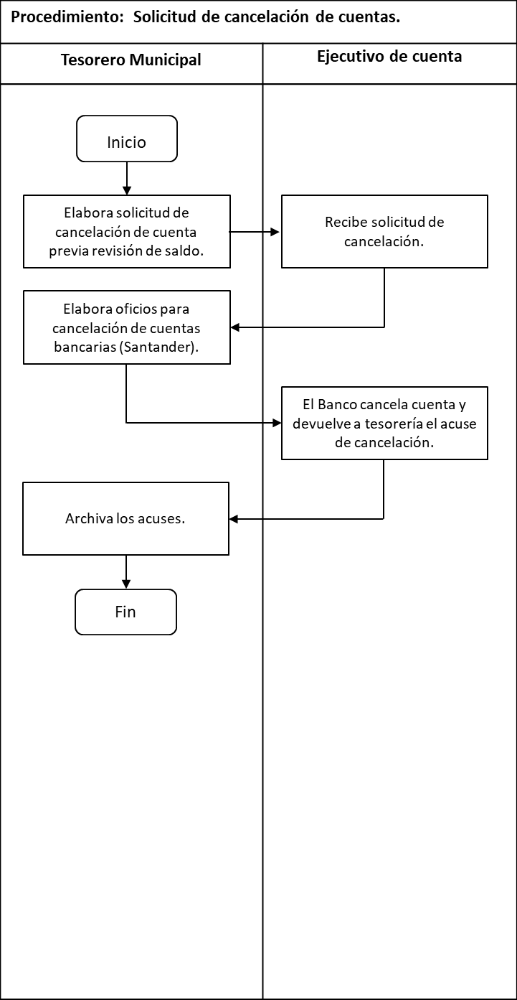 Procedimiento: Solicitud de cancelación de cuentas.
Tesorero Municipal
Ejecutivo de cuenta
Inicio
Elabora solicitud de
cancelación de cuenta
previa revisión de saldo.
Recibe solicitud de
cancelación.
Elabora oficios para
cancelación de cuentas
bancarias (Santander).
El Banco cancela cuenta y
devuelve a tesorería el acuse
de cancelación.
Archiva los acuses.
Fin